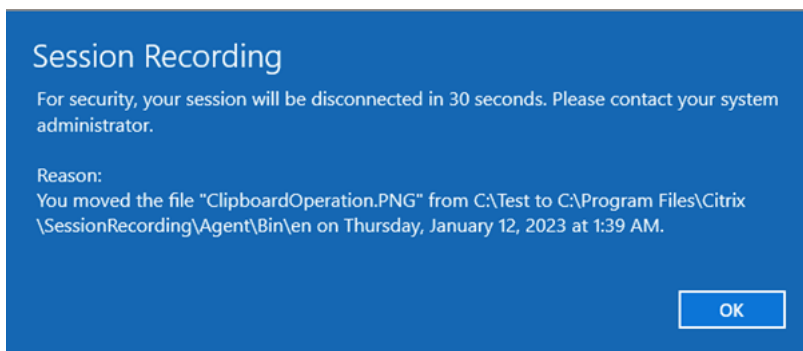 Session Recording
For security, your session will be disconnected in 30 seconds. Please contact your system
administrator.
Reason:
You moved the file "ClipboardOperation.PNG" from C:\Test to C:\Program Files\Citrix
\SessionRecording\Agent\Bin\en on Thursday, January 12, 2023 at 1:39 AM.
OK